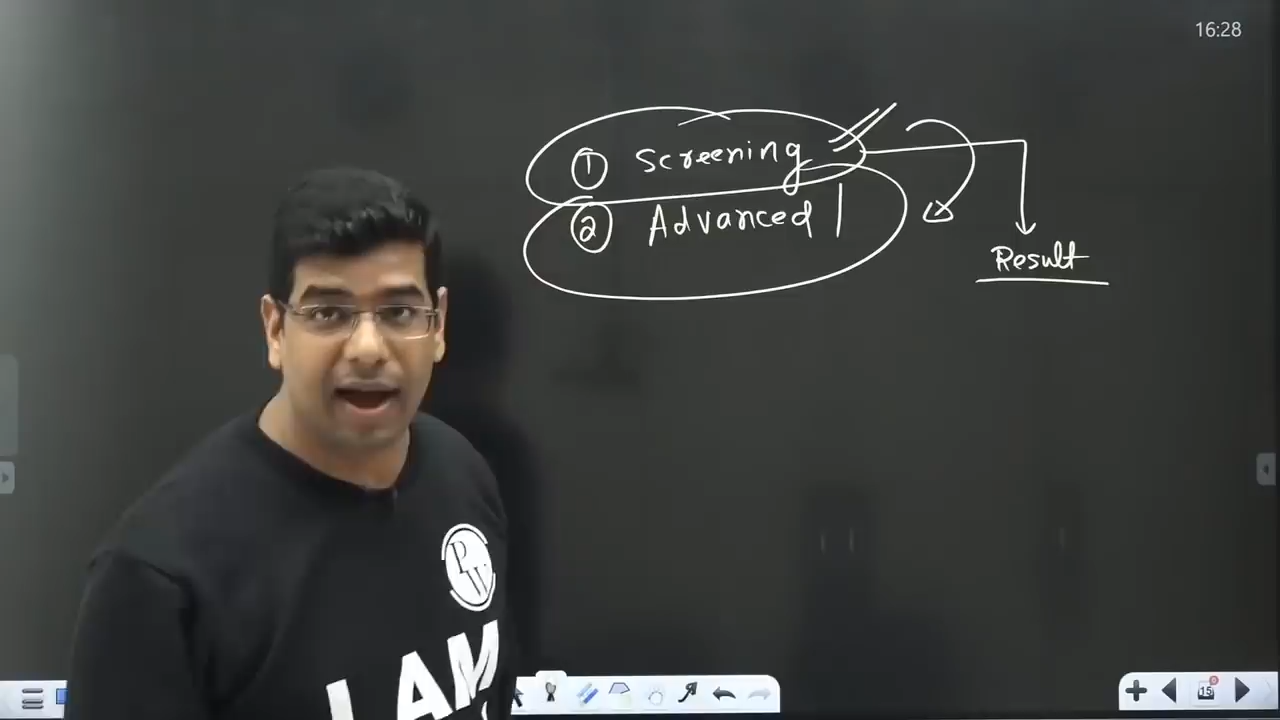 16:28
① Screening
② Advanced
Result
PW
I AM
15